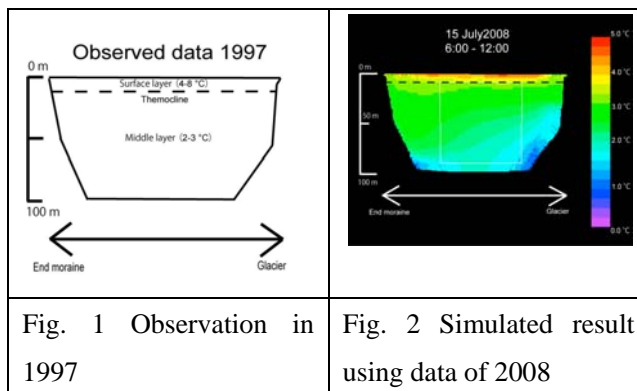 Observed data 1997
0 m
Surface layer (4-8 °C)
Themocline
Middle layer (2-3 °C)
100 m
End moraine
Glacier
15 July2008
6:00 - 12:00
0 m
50 m
100 m
End moraine
Glacier
5.0 °C
4.0 °C
3.0 °C
2.0 °C
1.0 °C
0.0 °C
Fig. 1 Observation in
1997
Fig. 2 Simulated result
using data of 2008